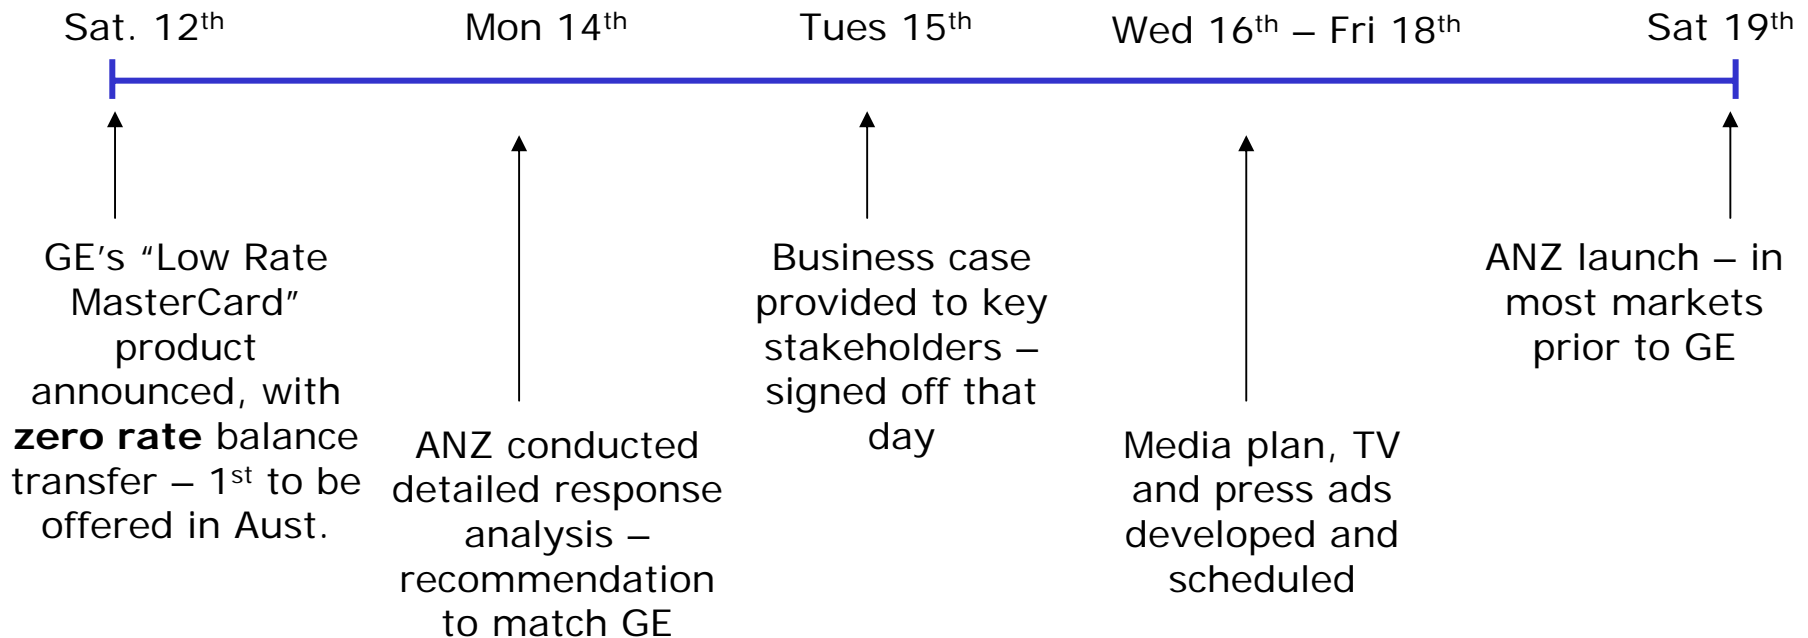 Sat. 12th
Mon 14th
Tues 15th
Wed 16th – Fri 18th
Sat 19th
GE's "Low Rate
MasterCard"
product
announced, with
zero rate balance
transfer – 1st to be
offered in Aust.
ANZ conducted
detailed response
analysis –
recommendation
to match GE
Business case
provided to key
stakeholders –
signed off that
day
Media plan, TV
and press ads
developed and
scheduled
ANZ launch – in
most markets
prior to GE